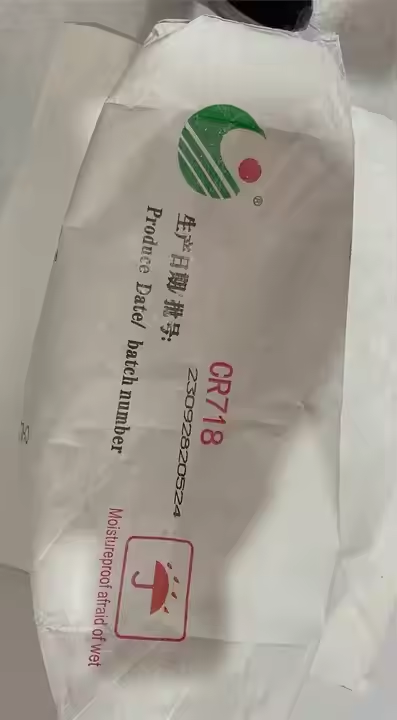 ®
CR718
生产日期/批号:
23092820524
Produce Date/ batch number
Moistureproof afraid of wet